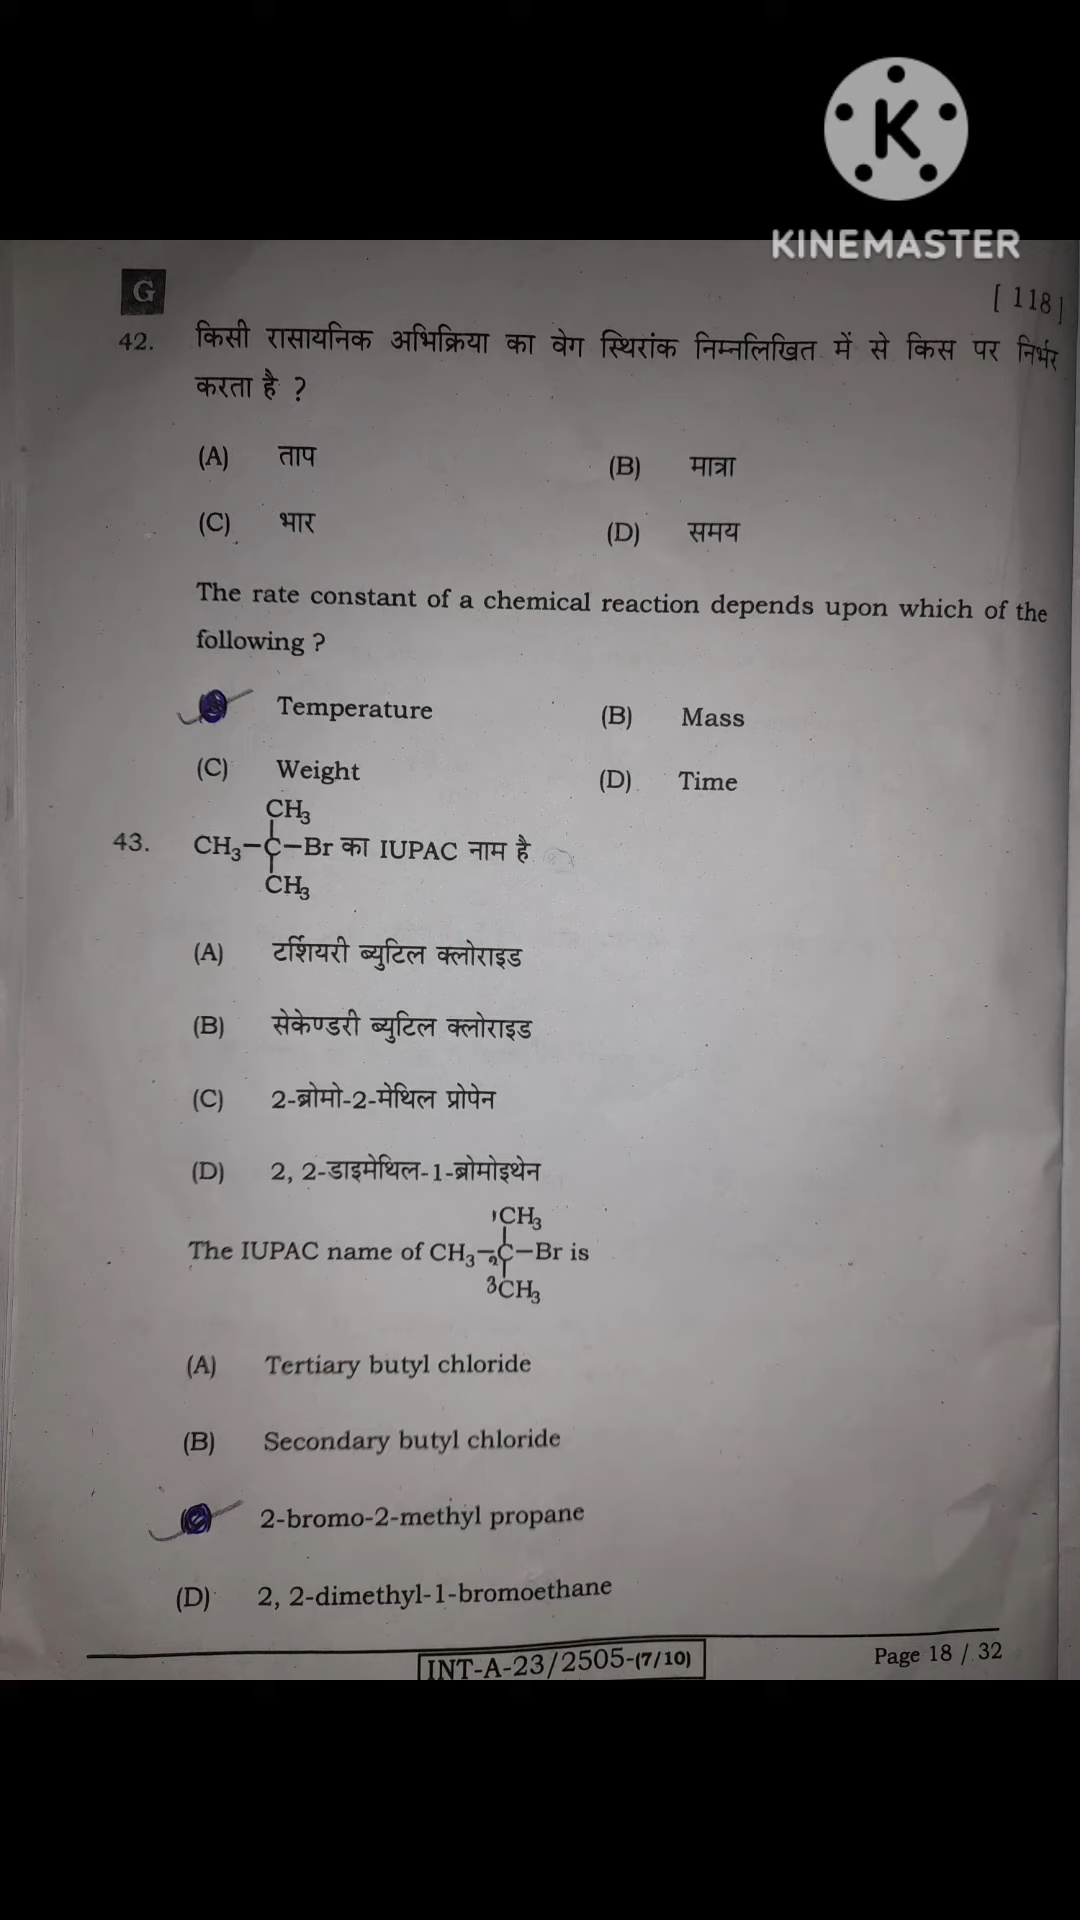 K
KINEMASTER
G
[ 118 ]
42. किसी रासायनिक अभिक्रिया का वेग स्थिरांक निम्नलिखित में से किस पर निर्भर
करता है ?
(A) ताप (B) मात्रा
(C) भार (D) समय
The rate constant of a chemical reaction depends upon which of the
following ?
Temperature (B) Mass
(C) Weight (D) Time
CH₃
43. CH₃–C–Br का IUPAC नाम है
CH₃
(A) टर्शियरी ब्युटिल क्लोराइड
(B) सेकेण्डरी ब्युटिल क्लोराइड
(C) 2-ब्रोमो-2-मेथिल प्रोपेन
(D) 2, 2-डाइमेथिल-1-ब्रोमोइथेन
1CH₃
The IUPAC name of CH₃–2C–Br is
3CH₃
(A) Tertiary butyl chloride
(B) Secondary butyl chloride
2-bromo-2-methyl propane
(D) 2, 2-dimethyl-1-bromoethane
INT-A-23/2505-(7/10) Page 18 / 32